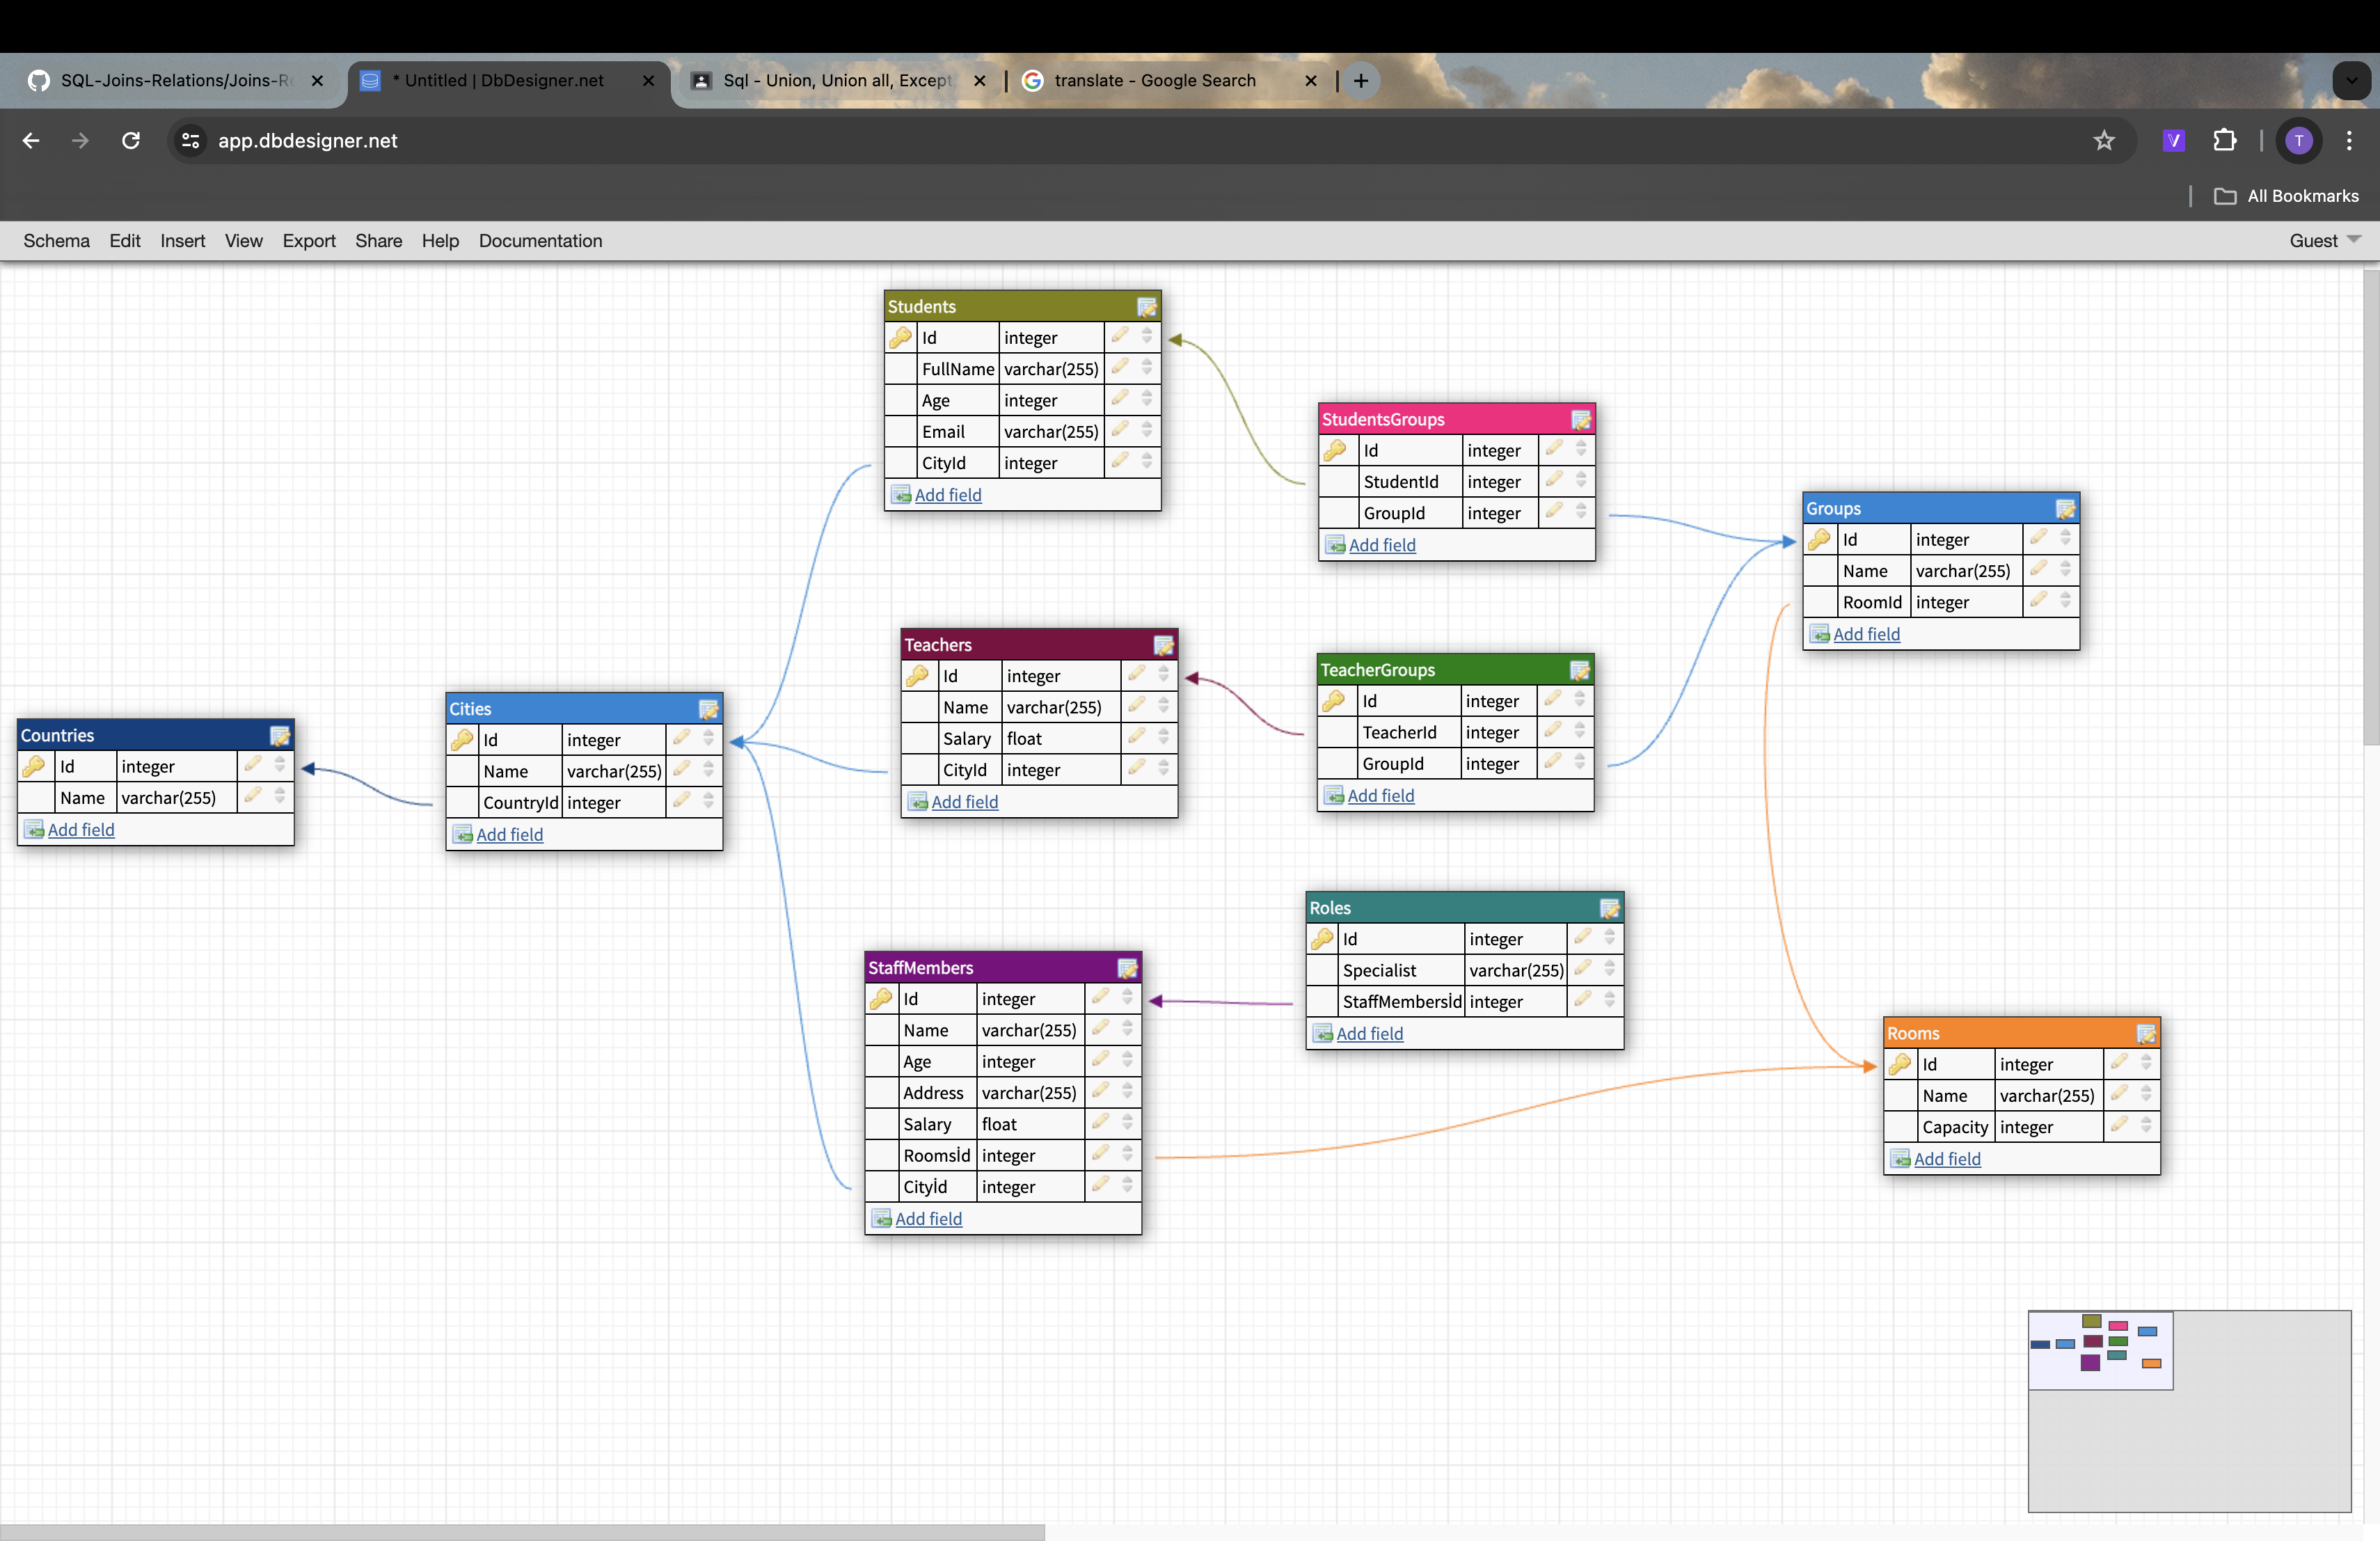 SQL-Joins-Relations/Joins-Re
* Untitled | DbDesigner.net
Sql - Union, Union all, Except,
translate - Google Search
app.dbdesigner.net
T
All Bookmarks
Schema Edit Insert View Export Share Help Documentation
Guest
Students
Id integer
FullName varchar(255)
Age integer
Email varchar(255)
CityId integer
Add field
StudentsGroups
Id integer
StudentId integer
GroupId integer
Add field
Groups
Id integer
Name varchar(255)
RoomId integer
Add field
Teachers
Id integer
Name varchar(255)
Salary float
CityId integer
Add field
TeacherGroups
Id integer
TeacherId integer
GroupId integer
Add field
Countries
Id integer
Name varchar(255)
Add field
Cities
Id integer
Name varchar(255)
CountryId integer
Add field
Roles
Id integer
Specialist varchar(255)
StaffMembersİd integer
Add field
StaffMembers
Id integer
Name varchar(255)
Age integer
Address varchar(255)
Salary float
Roomsİd integer
Cityİd integer
Add field
Rooms
Id integer
Name varchar(255)
Capacity integer
Add field